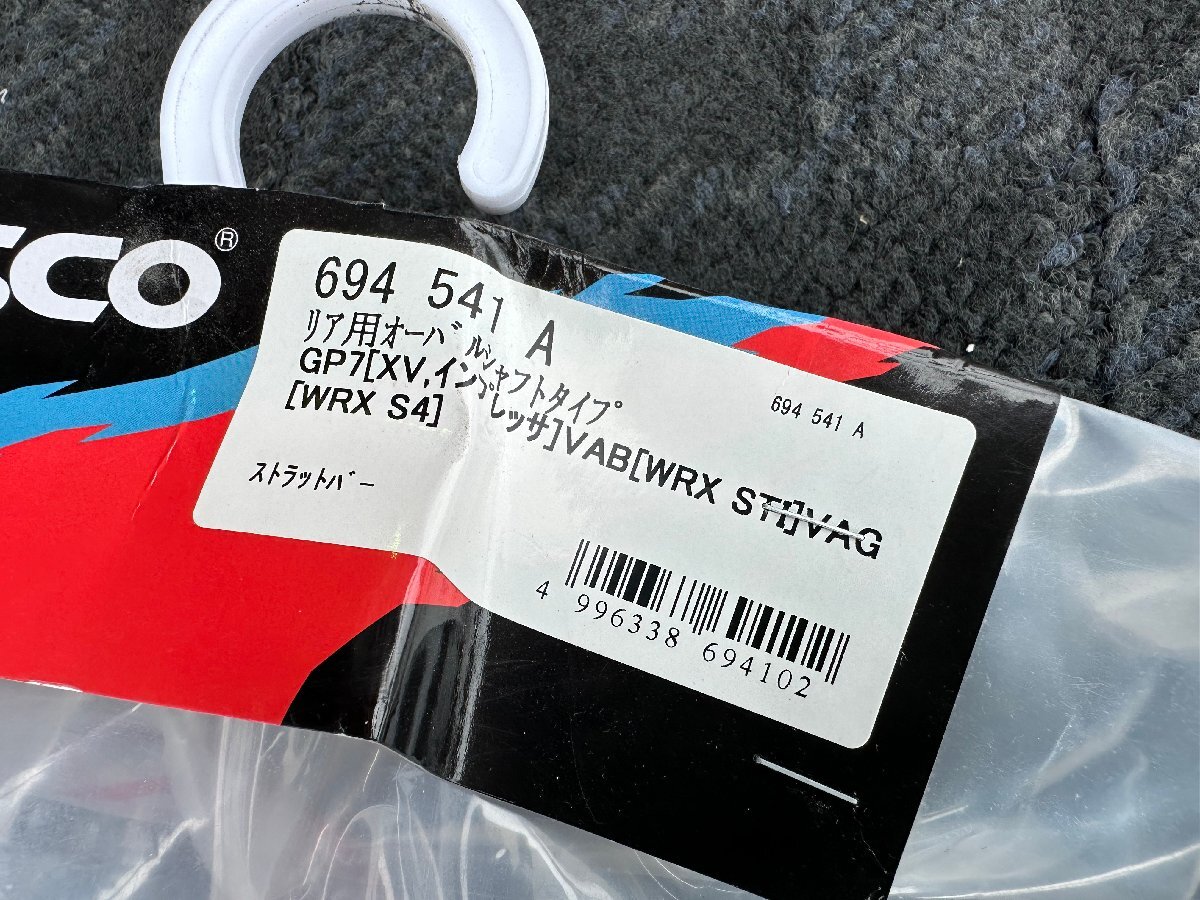 SCO®
694 541 A
リア用オーバルシャフトタイプ
GP7[XV,インプレッサ]VAB[WRX STI]VAG
[WRX S4]
694 541 A
ストラットバー
4 996338 694102